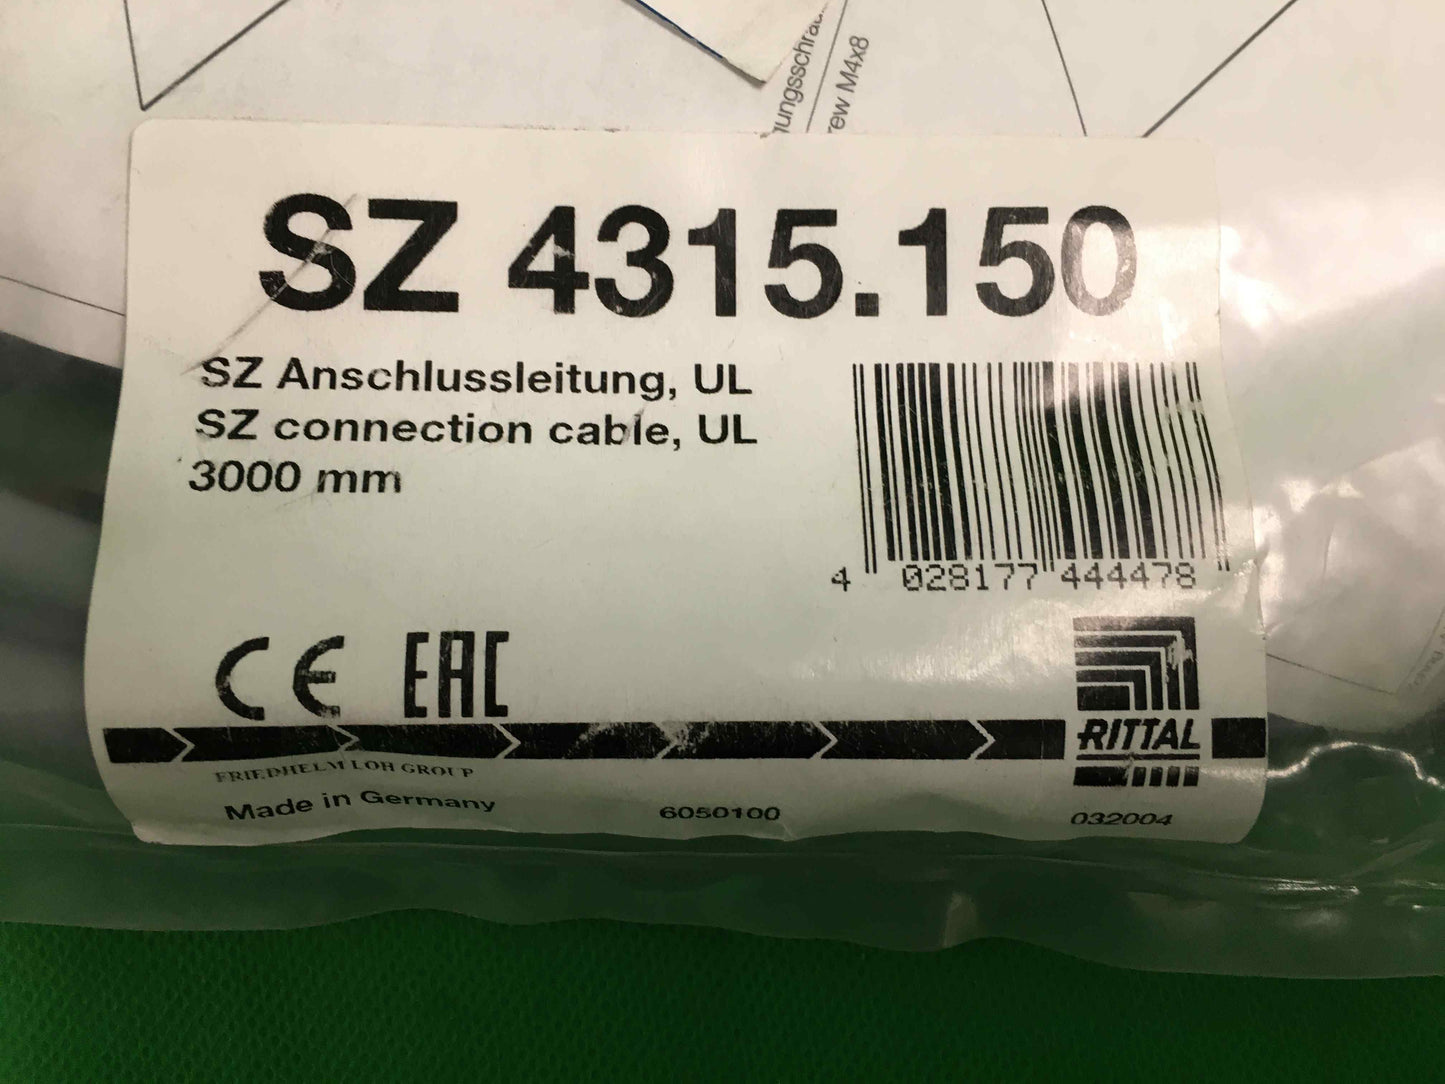 rew M4x8
SZ 4315.150
SZ Anschlussleitung, UL
SZ connection cable, UL
3000 mm
4 028177 444478
CE EAC
RITTAL
FRIEDHELM LOH GROUP
Made in Germany 6050100 032004